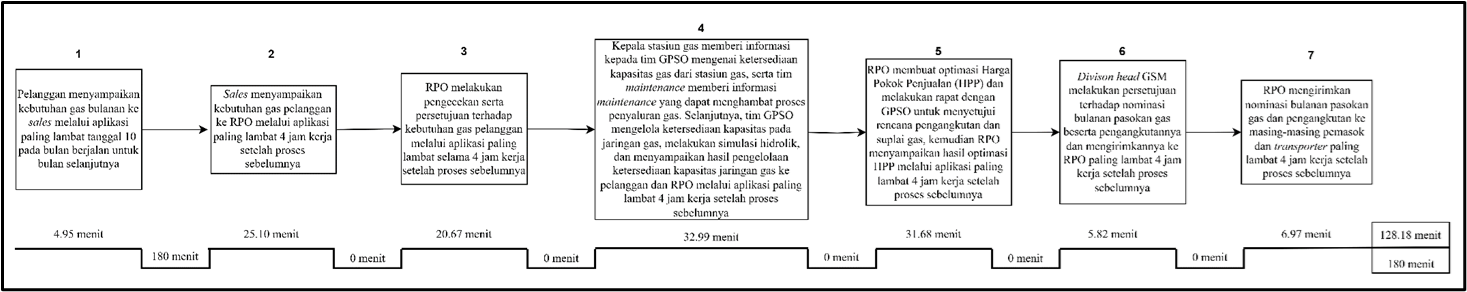 1
Pelanggan menyampaikan
kebutuhan gas bulanan ke
sales melalui aplikasi
paling lambat tanggal 10
pada bulan berjalan untuk
bulan selanjutnya
2
Sales menyampaikan
kebutuhan gas pelanggan
ke RPO melalui aplikasi
paling lambat 4 jam kerja
setelah proses
sebelumnya
3
RPO melakukan
pengecekan serta
persetujuan terhadap
kebutuhan gas pelanggan
melalui aplikasi paling
lambat selama 4 jam kerja
setelah proses sebelumnya
4
Kepala stasiun gas memberi informasi
kepada tim GPSO mengenai ketersediaan
kapasitas gas dari stasiun gas, serta tim
maintenance memberi informasi
maintenance yang dapat menghambat proses
penyaluran gas. Selanjutnya, tim GPSO
mengelola ketersediaan kapasitas pada
jaringan gas, melakukan simulasi hidrolik,
dan menyampaikan hasil pengelolaan
ketersediaan kapasitas jaringan gas ke
pelanggan dan RPO melalui aplikasi paling
lambat 4 jam kerja setelah proses
sebelumnya
5
RPO membuat optimasi Harga
Pokok Penjualan (HPP) dan
melakukan rapat dengan
GPSO untuk menyetujui
rencana pengangkutan dan
suplai gas, kemudian RPO
menyampaikan hasil optimasi
HPP melalui aplikasi paling
lambat 4 jam kerja setelah
proses sebelumnya
6
Divison head GSM
melakukan persetujuan
terhadap nominasi
bulanan pasokan gas
beserta pengangkutannya
dan mengirimkannya ke
RPO paling lambat 4 jam
kerja setelah proses
sebelumnya
7
RPO mengirimkan
nominasi bulanan pasokan
gas dan pengangkutan ke
masing-masing pemasok
dan transporter paling
lambat 4 jam kerja setelah
proses sebelumnya
4.95 menit
180 menit
25.10 menit
0 menit
20.67 menit
0 menit
32.99 menit
0 menit
31.68 menit
0 menit
5.82 menit
0 menit
6.97 menit
128.18 menit
180 menit